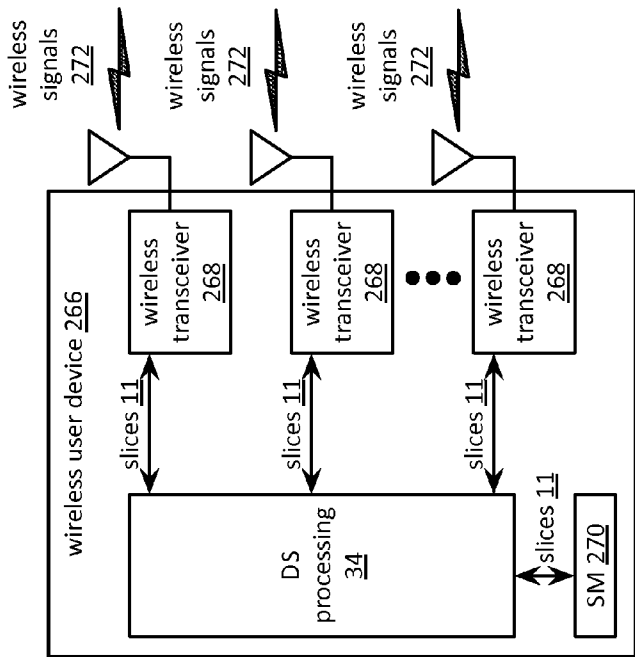 wireless user device 266
DS
processing
34
slices 11
slices 11
slices 11
slices 11
SM 270
wireless
transceiver
268
wireless
transceiver
268
wireless
transceiver
268
wireless
signals
272
wireless
signals
272
wireless
signals
272